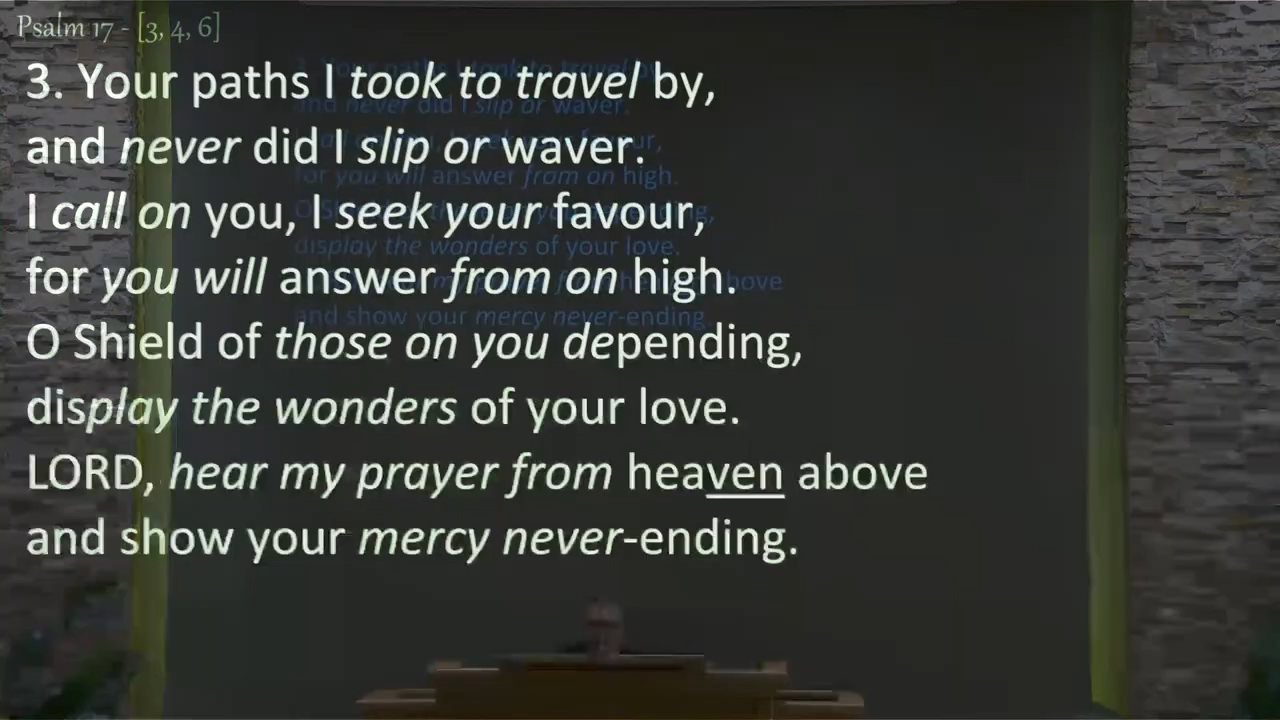 Psalm 17 - [3, 4, 6]
3. Your paths I took to travel by,
and never did I slip or waver.
I call on you, I seek your favour,
for you will answer from on high.
O Shield of those on you depending,
display the wonders of your love.
LORD, hear my prayer from heaven above
and show your mercy never-ending.